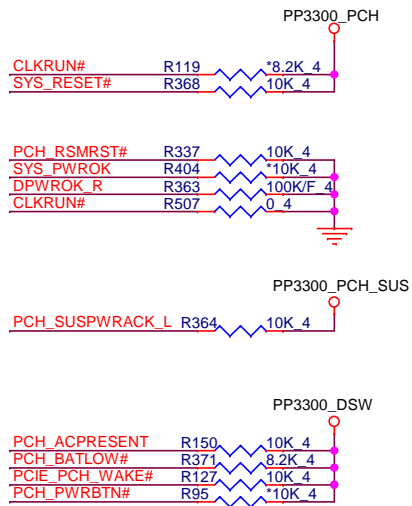 PP3300_PCH
CLKRUN# R119 *8.2K_4
SYS_RESET# R368 10K_4
PCH_RSMRST# R337 10K_4
SYS_PWROK R404 *10K_4
DPWROK_R R363 100K/F_4
CLKRUN# R507 0_4
PP3300_PCH_SUS
PCH_SUSPWRACK_L R364 10K_4
PP3300_DSW
PCH_ACPRESENT R150 10K_4
PCH_BATLOW# R371 8.2K_4
PCIE_PCH_WAKE# R127 10K_4
PCH_PWRBTN# R95 *10K_4